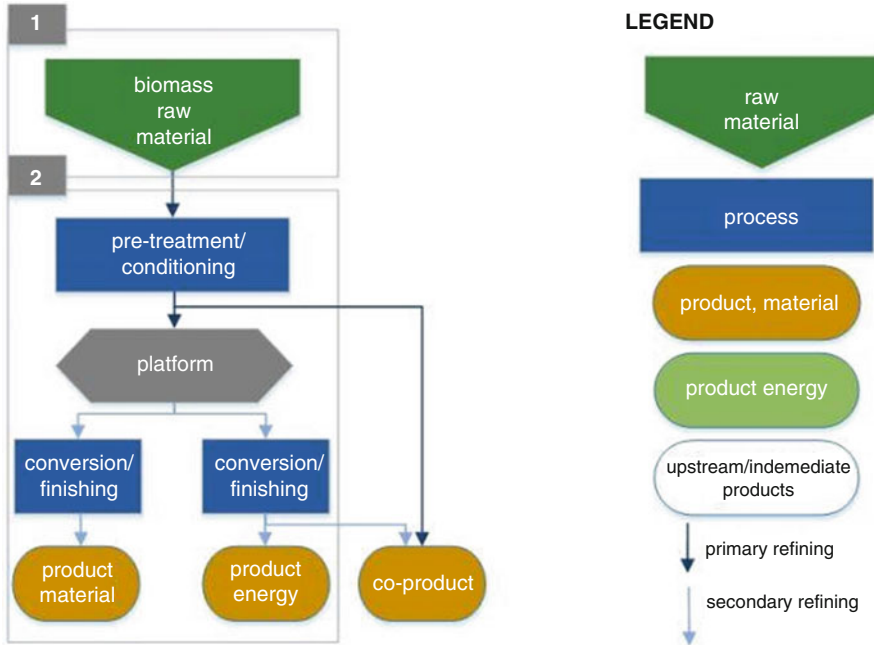 1
biomass
raw
material
2
pre-treatment/
conditioning
platform
conversion/
finishing
conversion/
finishing
product
material
product
energy
co-product
LEGEND
raw
material
process
product, material
product energy
upstream/indemediate
products
primary refining
secondary refining